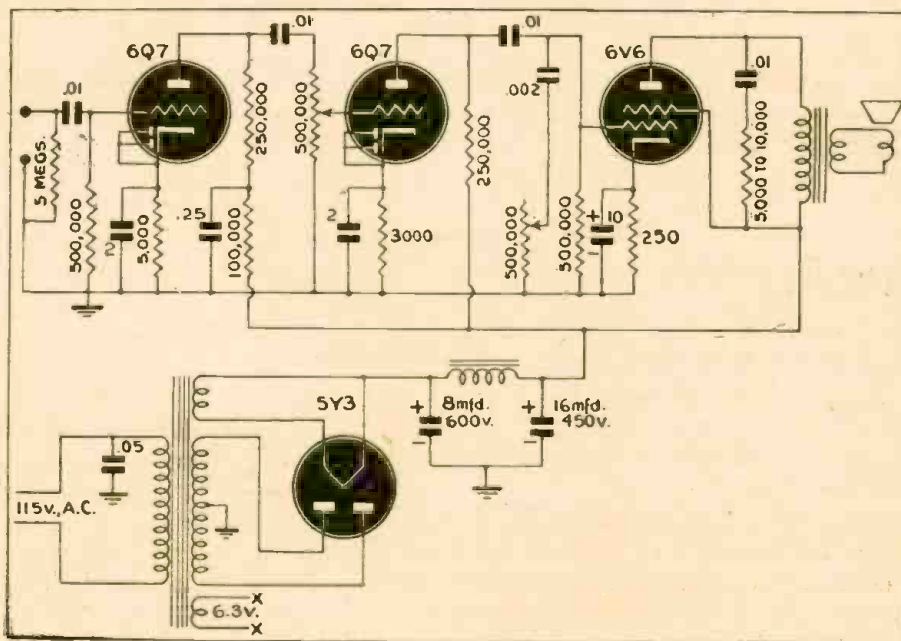 6Q7
.01
6Q7
.01
6V6
.01
5 MEGS.
500,000
2
5,000
.25
250,000
100,000
.01
500,000
2
3000
250,000
.002
500,000
500,000
+ 10
-
250
.01
5,000 TO 10,000
5Y3
+
8mfd.
600v.
-
+
16mfd.
450v.
-
.05
115v., A.C.
6.3v.
X
X